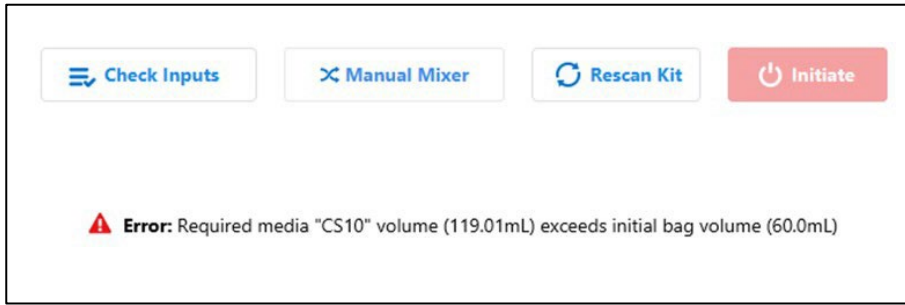 Check Inputs
Manual Mixer
Rescan Kit
Initiate
Error: Required media "CS10" volume (119.01mL) exceeds initial bag volume (60.0mL)